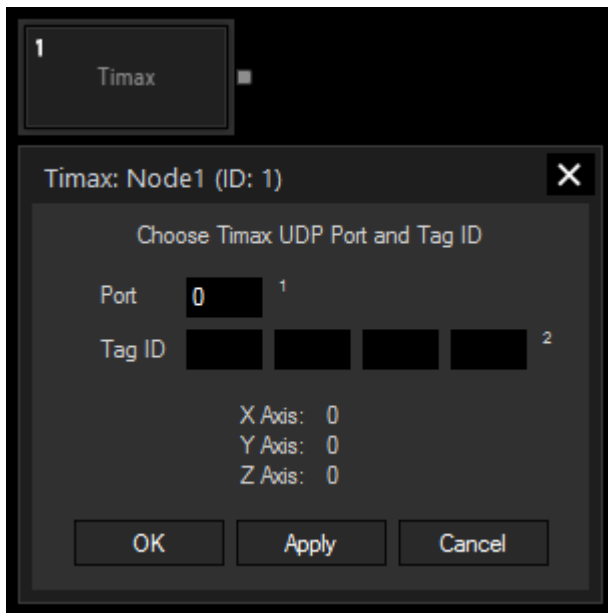 1
Timax
Timax: Node1 (ID: 1)
Choose Timax UDP Port and Tag ID
Port 0 1
Tag ID 2
X Axis: 0
Y Axis: 0
Z Axis: 0
OK Apply Cancel